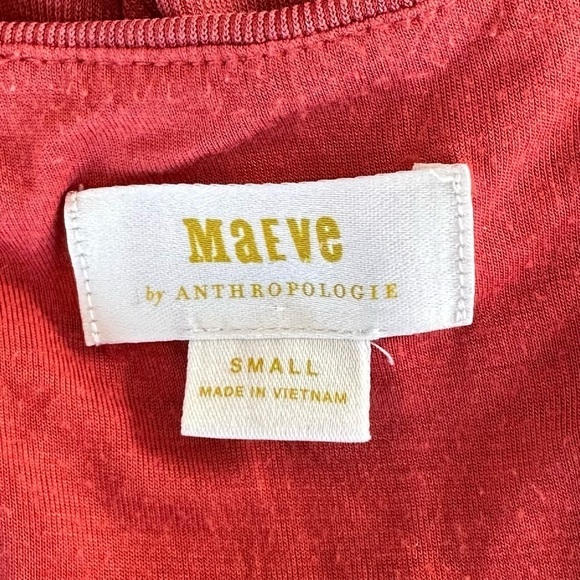 MaEVe
by ANTHROPOLOGIE
SMALL
MADE IN VIETNAM